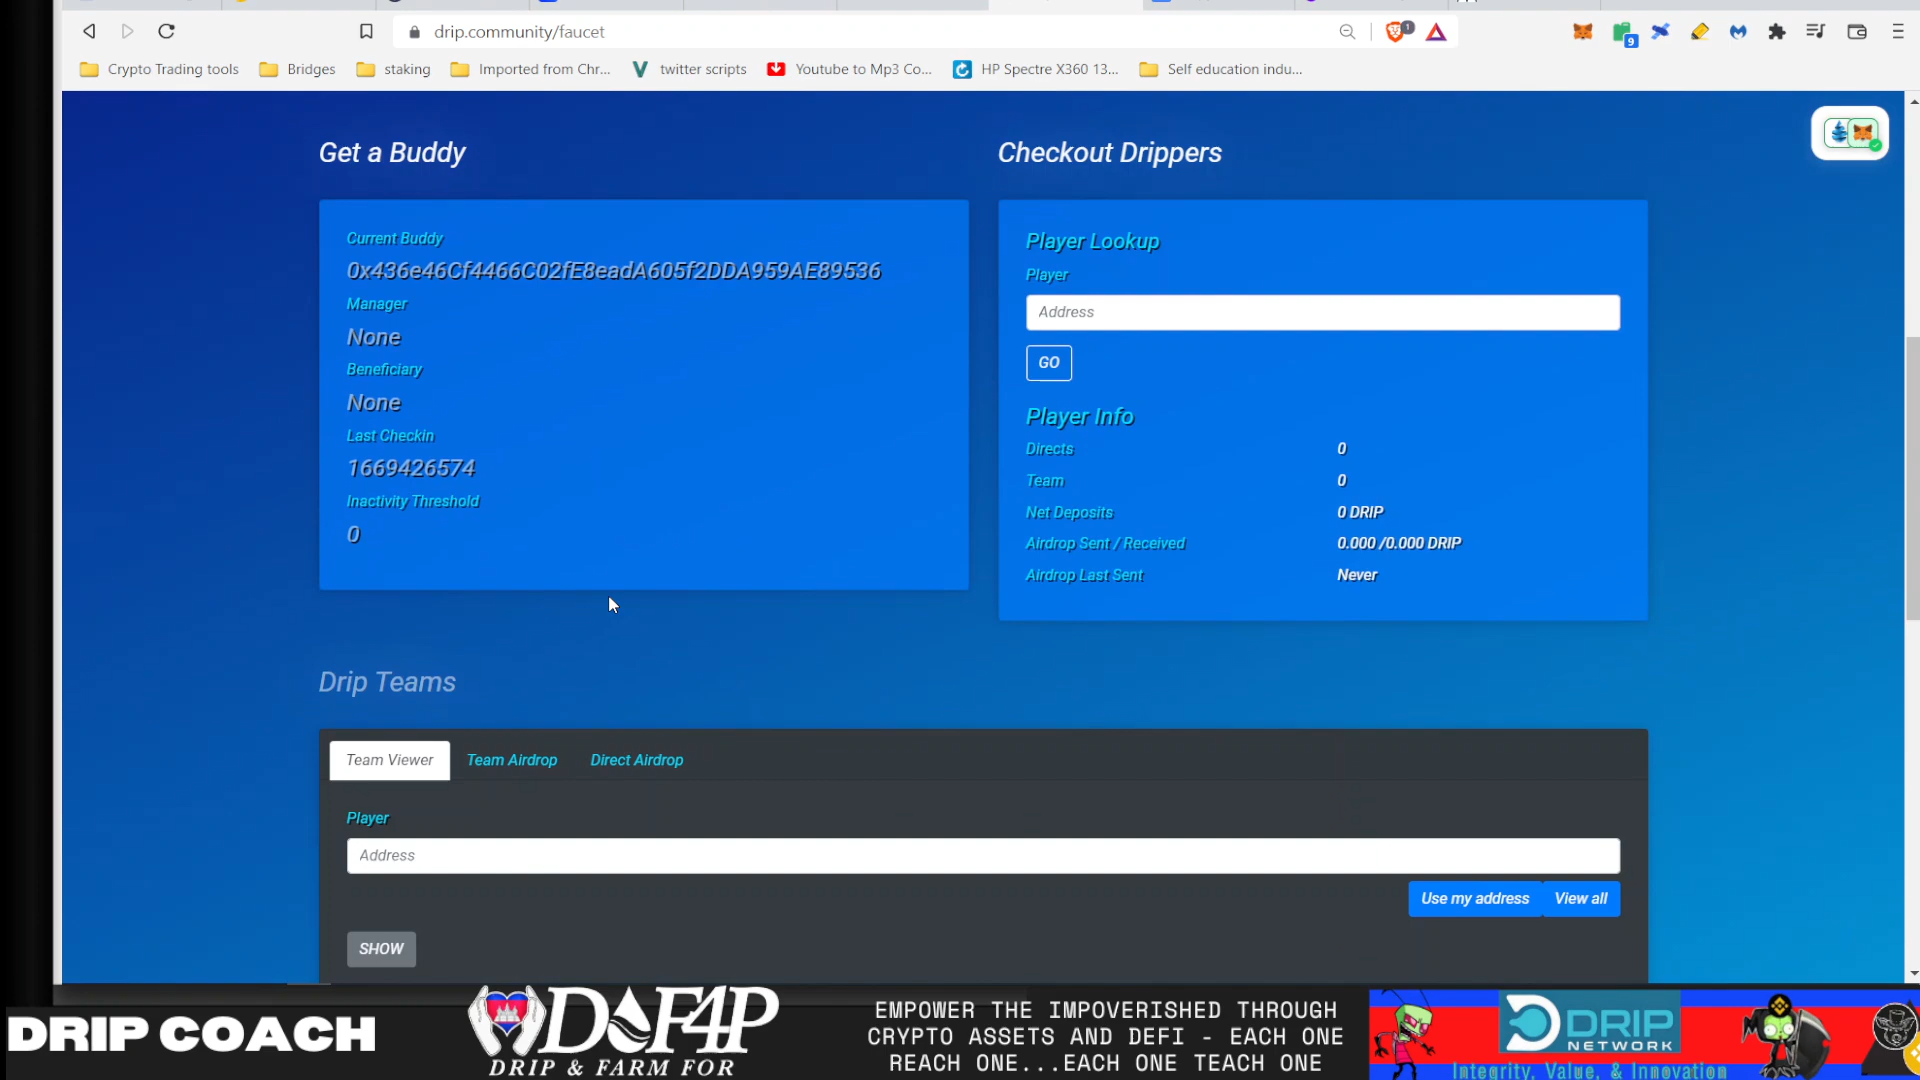 drip.community/faucet
1
9
Crypto Trading tools
Bridges
staking
Imported from Chr...
twitter scripts
Youtube to Mp3 Co...
HP Spectre X360 13...
Self education indu...
Get a Buddy
Checkout Drippers
Current Buddy
0x436e46Cf4466C02fE8eadA605f2DDA959AE89536
Manager
None
Beneficiary
None
Last Checkin
1669426574
Inactivity Threshold
0
Player Lookup
Player
Address
GO
Player Info
Directs 0
Team 0
Net Deposits 0 DRIP
Airdrop Sent / Received 0.000 /0.000 DRIP
Airdrop Last Sent Never
Drip Teams
Team Viewer Team Airdrop Direct Airdrop
Player
Address
Use my address View all
SHOW
DRIP COACH
DOF4P
DRIP & FARM FOR
EMPOWER THE IMPOVERISHED THROUGH
CRYPTO ASSETS AND DEFI - EACH ONE
REACH ONE...EACH ONE TEACH ONE
DRIP
NETWORK
Integrity, Value, & Innovation